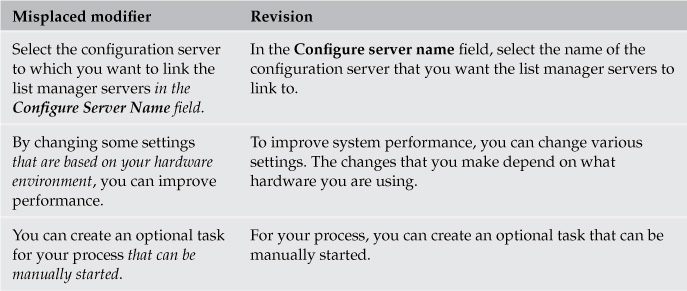 Misplaced modifier
Revision
Select the configuration server
to which you want to link the
list manager servers in the
Configure Server Name field.
In the Configure server name field, select the name of the
configuration server that you want the list manager servers to
link to.
By changing some settings
that are based on your hardware
environment, you can improve
performance.
To improve system performance, you can change various
settings. The changes that you make depend on what
hardware you are using.
You can create an optional task
for your process that can be
manually started.
For your process, you can create an optional task that can be
manually started.